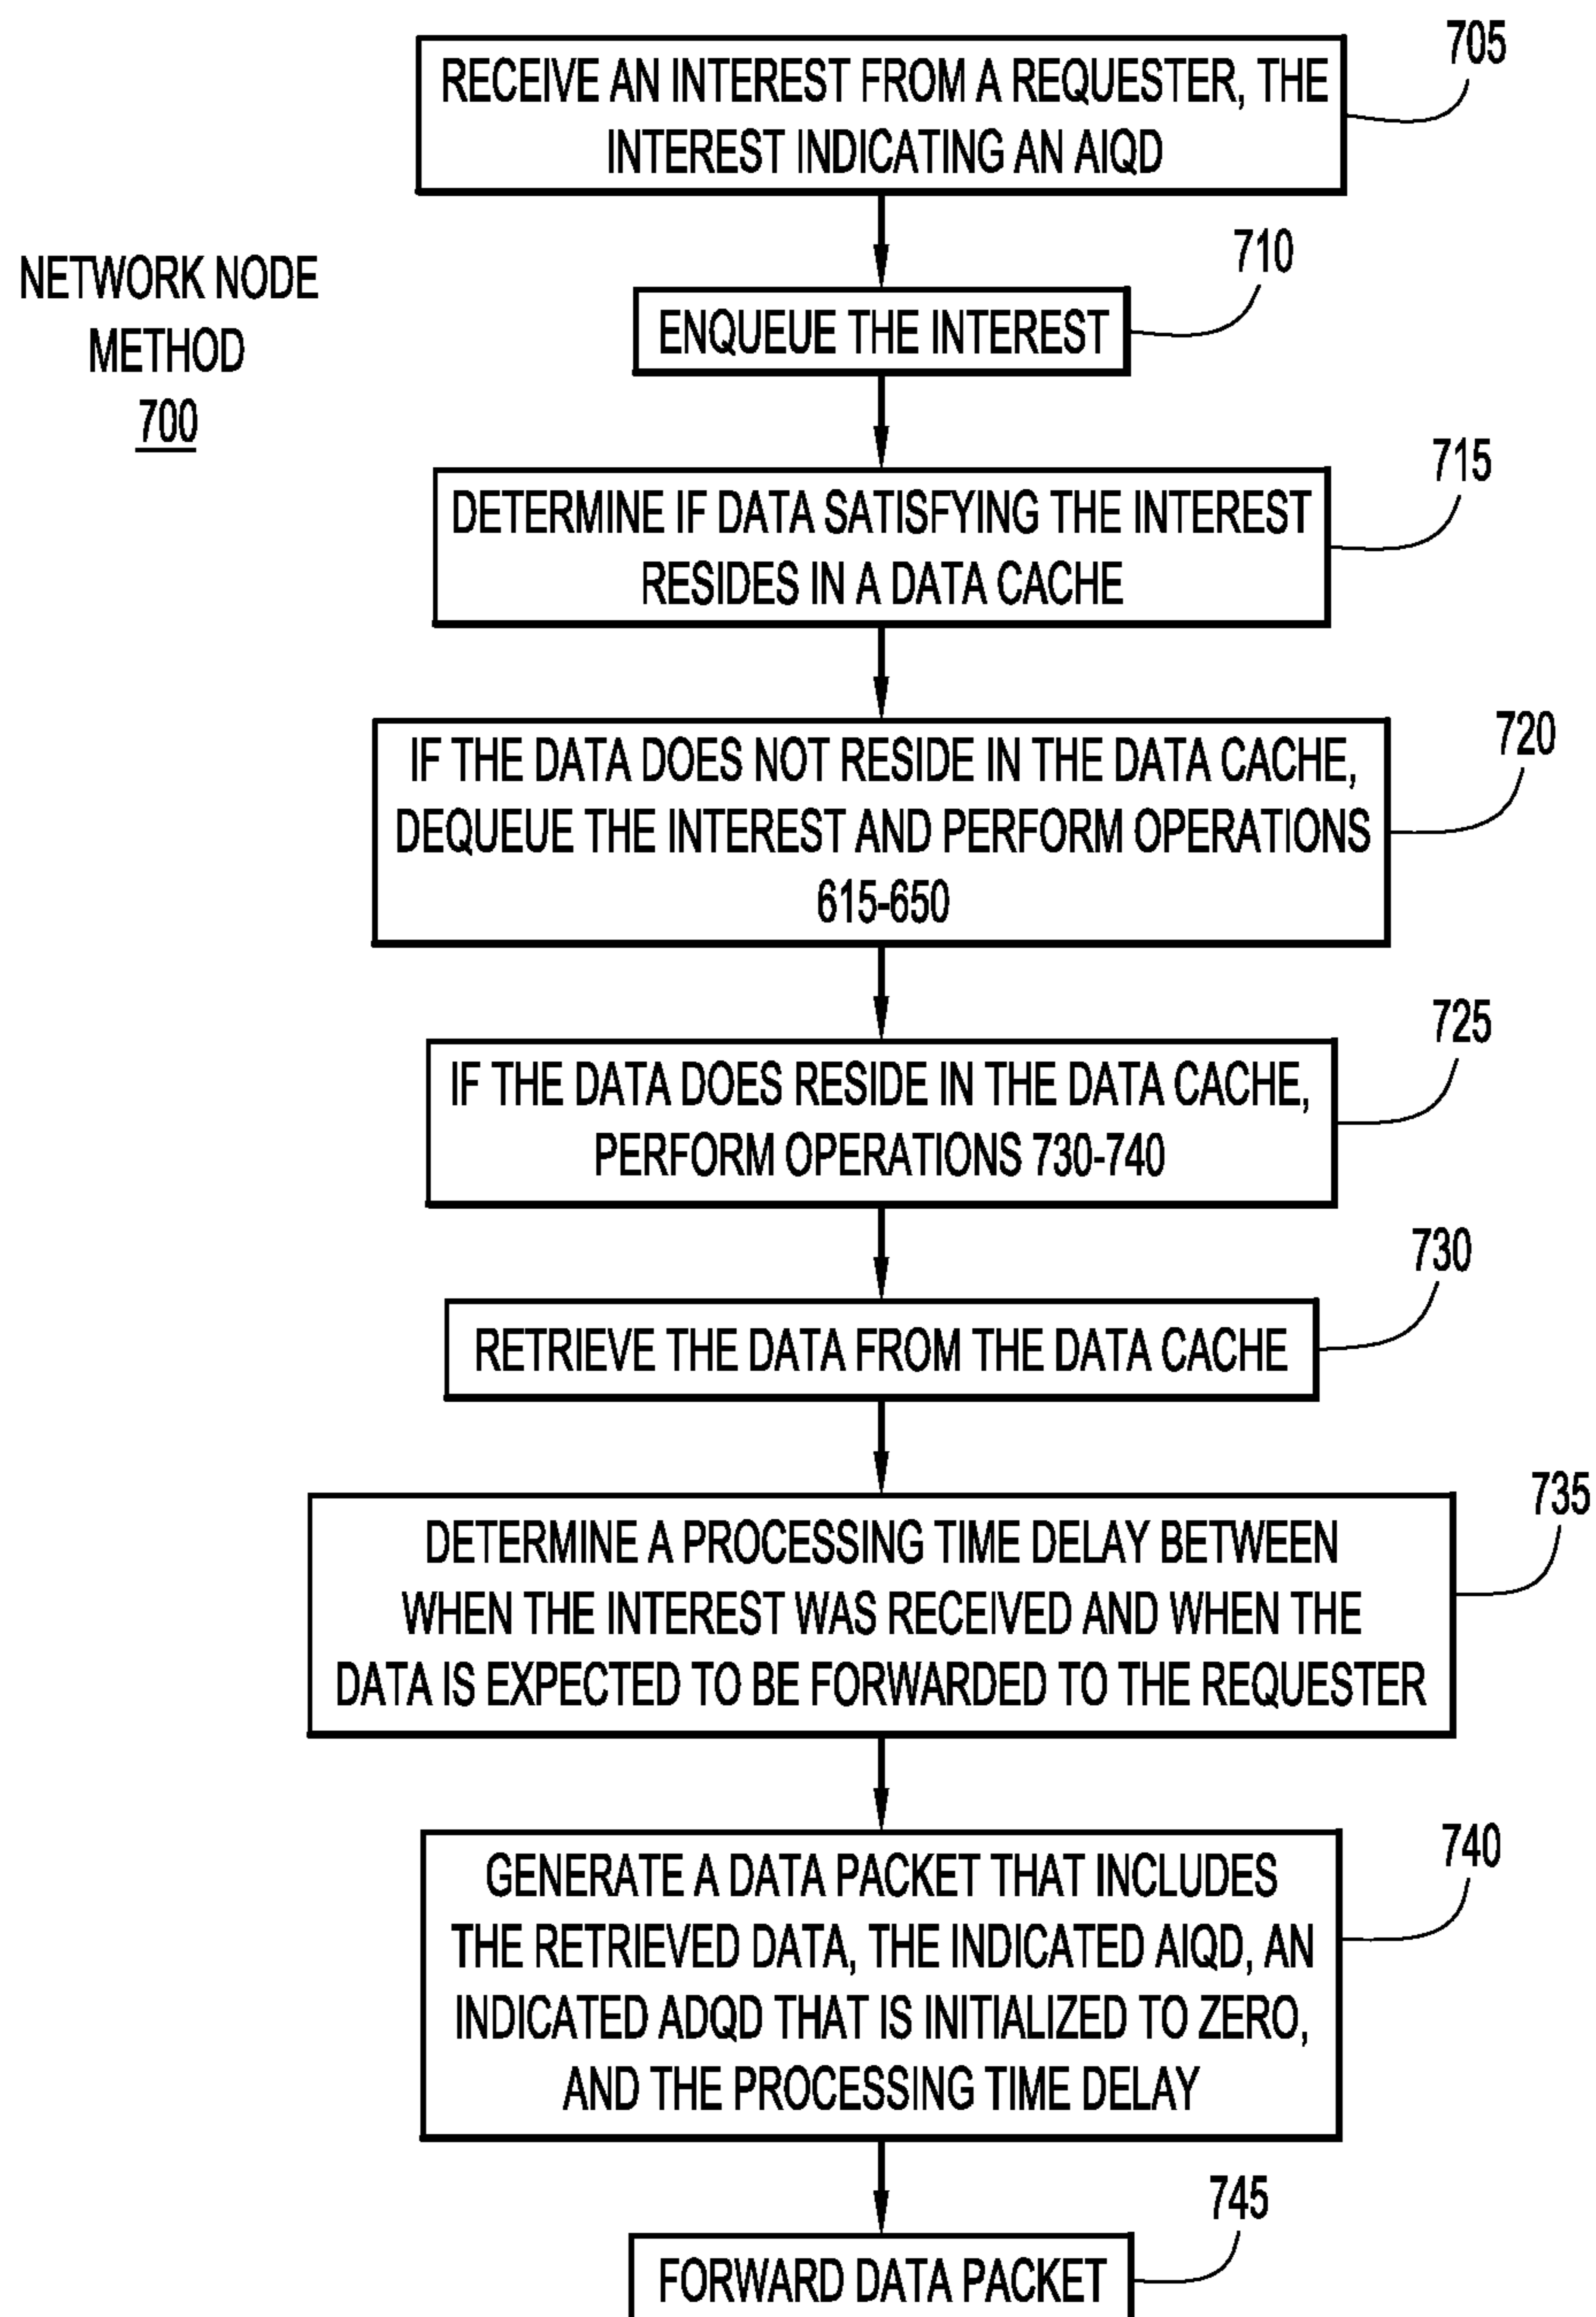 705
RECEIVE AN INTEREST FROM A REQUESTER, THE
INTEREST INDICATING AN AIQD
NETWORK NODE
METHOD
700
710
ENQUEUE THE INTEREST
715
DETERMINE IF DATA SATISFYING THE INTEREST
RESIDES IN A DATA CACHE
720
IF THE DATA DOES NOT RESIDE IN THE DATA CACHE,
DEQUEUE THE INTEREST AND PERFORM OPERATIONS
615-650
725
IF THE DATA DOES RESIDE IN THE DATA CACHE,
PERFORM OPERATIONS 730-740
730
RETRIEVE THE DATA FROM THE DATA CACHE
735
DETERMINE A PROCESSING TIME DELAY BETWEEN
WHEN THE INTEREST WAS RECEIVED AND WHEN THE
DATA IS EXPECTED TO BE FORWARDED TO THE REQUESTER
740
GENERATE A DATA PACKET THAT INCLUDES
THE RETRIEVED DATA, THE INDICATED AIQD, AN
INDICATED ADQD THAT IS INITIALIZED TO ZERO,
AND THE PROCESSING TIME DELAY
745
FORWARD DATA PACKET